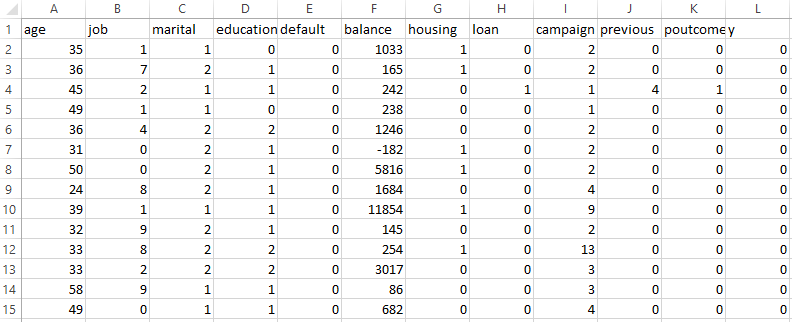 A B C D E F G H I J K L
1 age job marital education default balance housing loan campaign previous poutcome y
2 35 1 1 0 0 1033 1 0 2 0 0 0
3 36 7 2 1 0 165 1 0 2 0 0 0
4 45 2 1 1 0 242 0 1 1 4 1 0
5 49 1 1 0 0 238 0 0 1 0 0 0
6 36 4 2 2 0 1246 0 0 2 0 0 0
7 31 0 2 1 0 -182 1 0 2 0 0 0
8 50 0 2 1 0 5816 1 0 2 0 0 0
9 24 8 2 1 0 1684 0 0 4 0 0 0
10 39 1 1 1 0 11854 1 0 9 0 0 0
11 32 9 2 1 0 145 0 0 2 0 0 0
12 33 8 2 2 0 254 1 0 13 0 0 0
13 33 2 2 2 0 3017 0 0 3 0 0 0
14 58 9 1 1 0 86 0 0 3 0 0 0
15 49 0 1 1 0 682 0 0 4 0 0 0